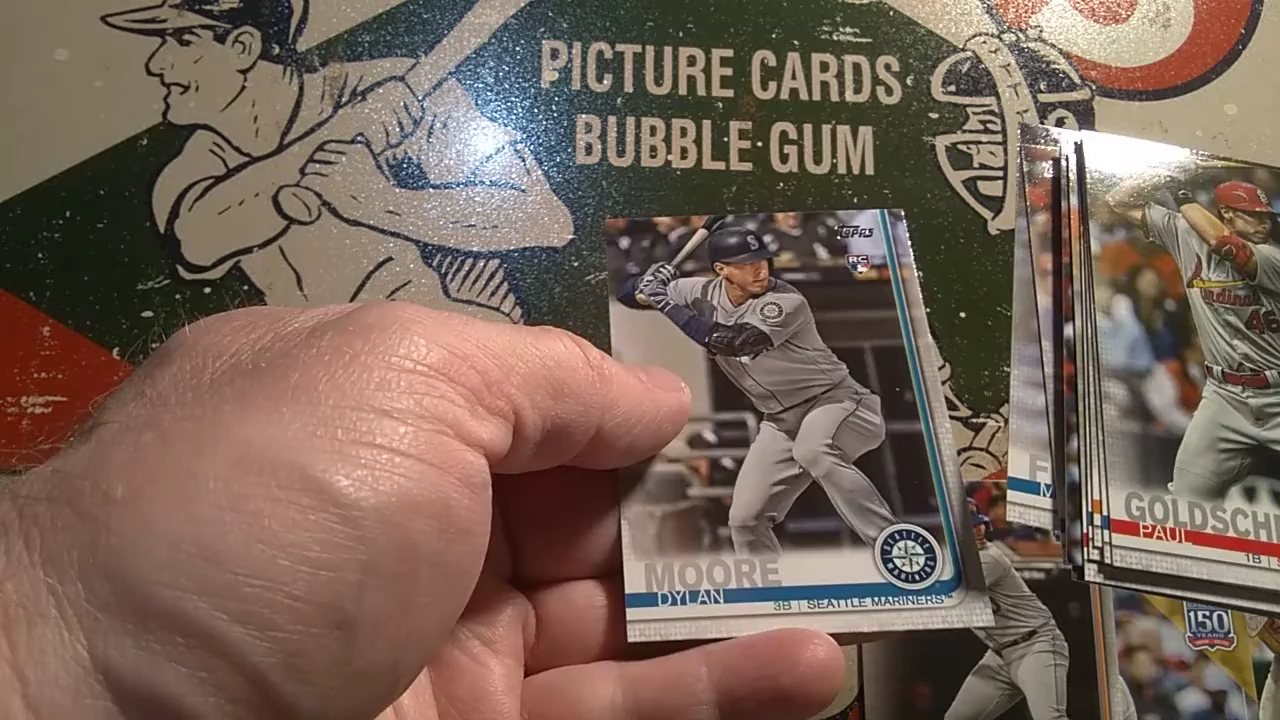 PICTURE CARDS
BUBBLE GUM
TOPPS
RC
S
MOORE
DYLAN
3B | SEATTLE MARINERS™
SEATTLE
MARINERS
Cardinals
46
GOLDSCH
PAUL
1B
F
M
150
YEARS